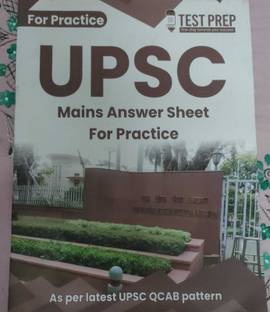 For Practice
TEST PREP
UPSC
Mains Answer Sheet
For Practice
As per latest UPSC QCAB pattern